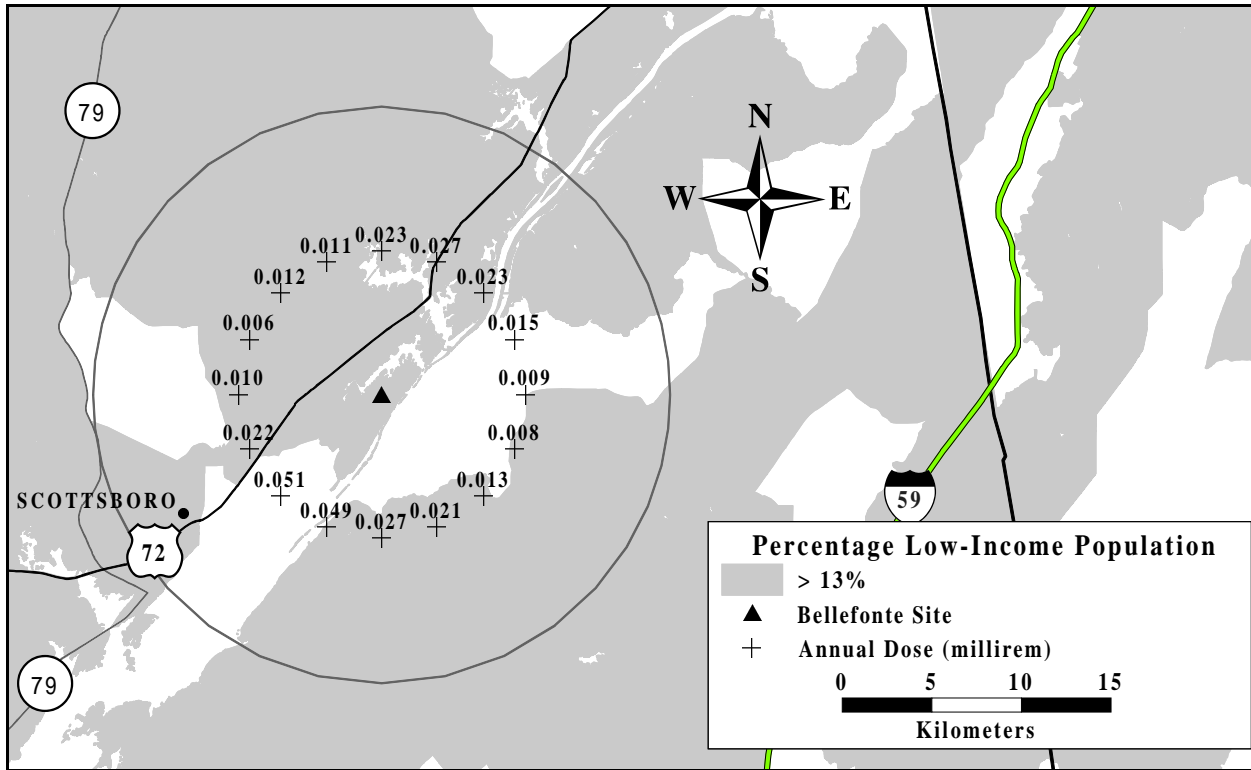 79
N
W E
S
0.023
0.011 0.027
0.012 0.023
0.006 0.015
0.010 0.009
0.022 0.008
0.051 0.013
SCOTTSBORO
0.049 0.027 0.021
59
72
79
Percentage Low-Income Population
> 13%
Bellefonte Site
Annual Dose (millirem)
0 5 10 15
Kilometers